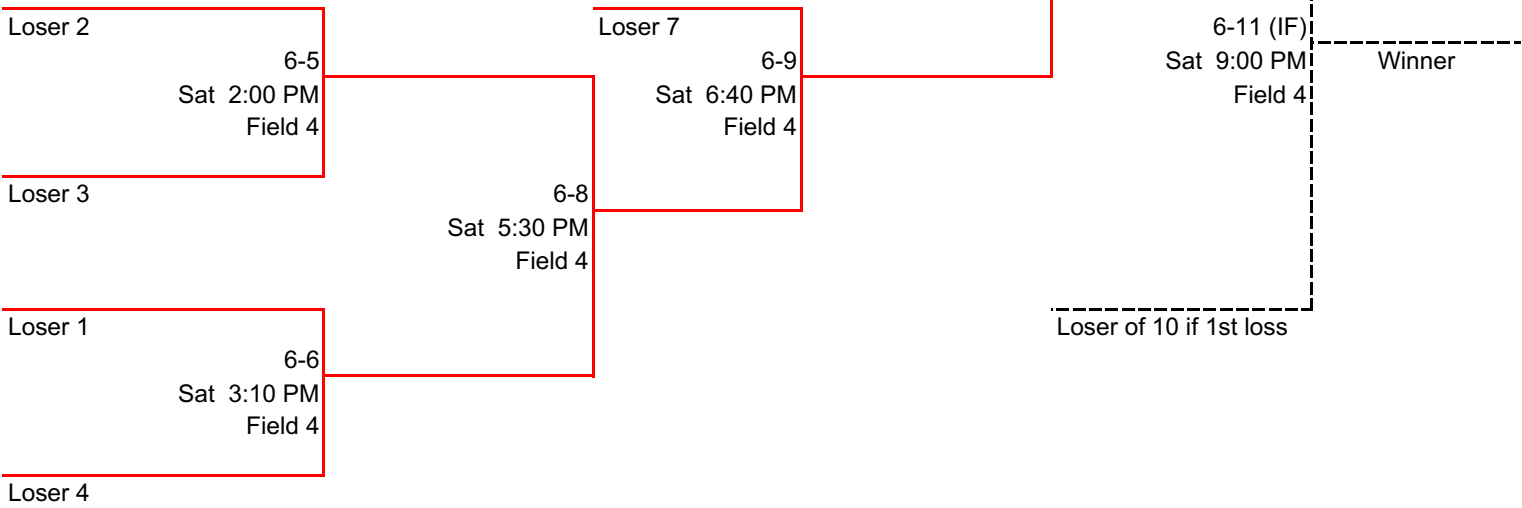 Loser 2
6-5
Sat 2:00 PM
Field 4
Loser 3
Loser 1
6-6
Sat 3:10 PM
Field 4
Loser 4
6-8
Sat 5:30 PM
Field 4
Loser 7
6-9
Sat 6:40 PM
Field 4
6-11 (IF)
Sat 9:00 PM
Field 4
Winner
Loser of 10 if 1st loss